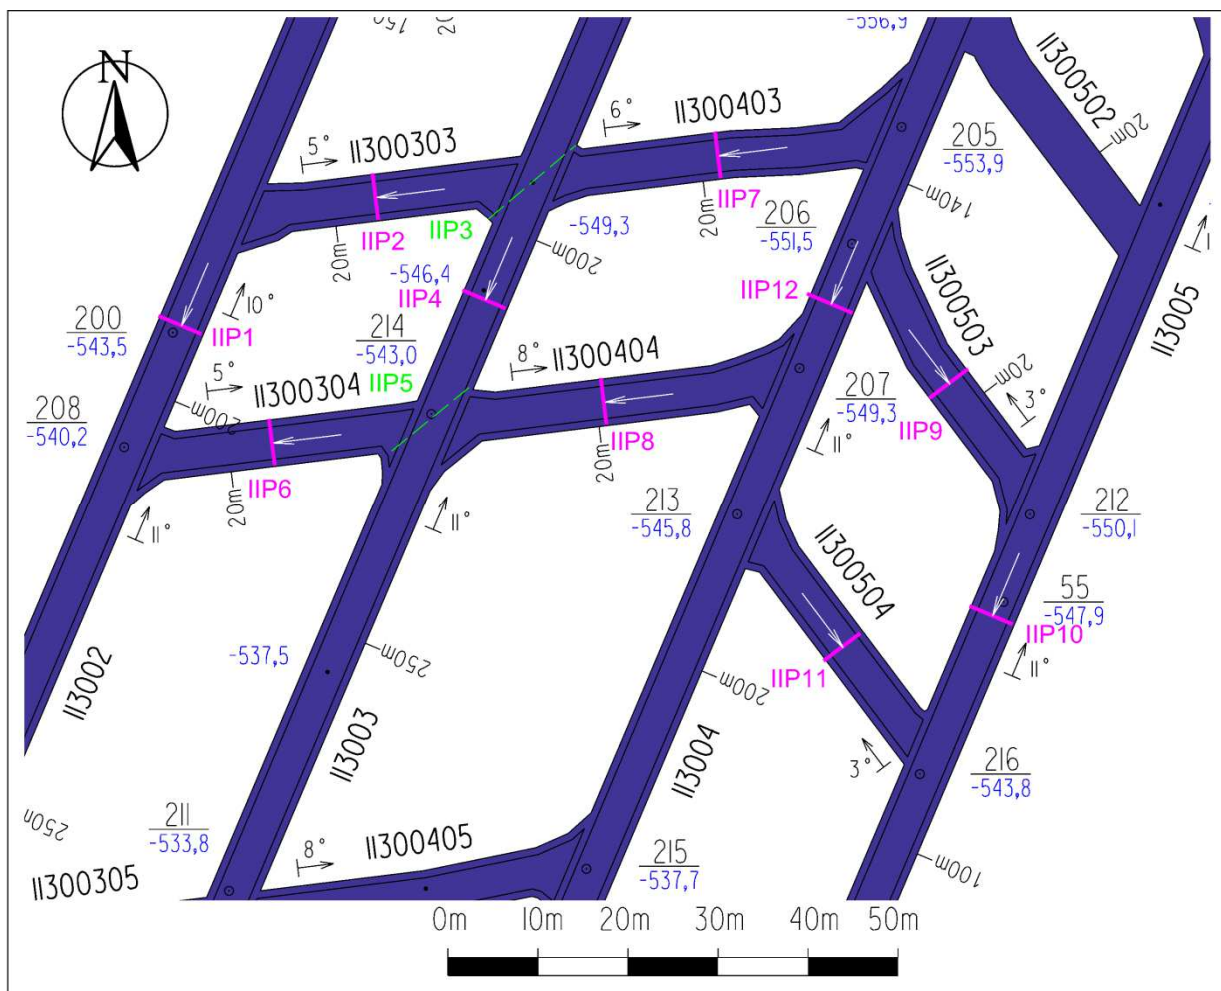 -556,9
N
II300502
20m
6°
II300403
5°
II300303
205
-553,9
140m
IIP7
20m
206
-551,5
IIP3
IIP2
20m
-549,3
200m
-546,4
IIP4
IIP12
II300503
II3005
10°
IIP1
200
-543,5
214
-543,0
8°
II300404
IIP5
5°
II300304
20m
3°
207
-549,3
IIP9
208
-540,2
200m
IIP8
20m
11°
IIP6
20m
11°
11°
213
-545,8
212
-550,1
II300504
55
-547,9
IIP10
11°
-537,5
250m
II3002
IIP11
200m
II3003
II3004
3°
216
-543,8
250m
211
-533,8
8°
II300405
215
-537,7
100m
II300305
0m 10m 20m 30m 40m 50m